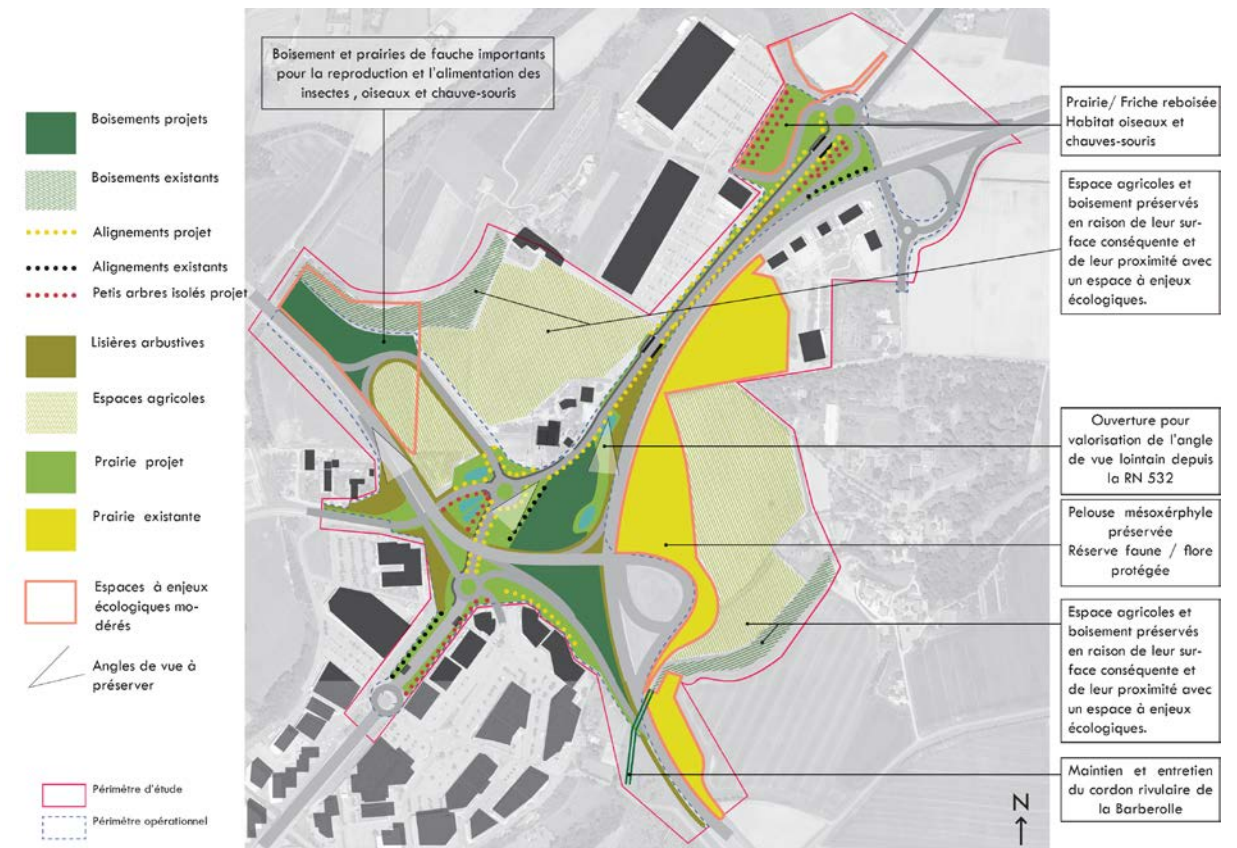 Boisement et prairies de fauche importants
pour la reproduction et l'alimentation des
insectes , oiseaux et chauve-souris
Boisements projets
Boisements existants
Alignements projet
Alignements existants
Petis arbres isolés projet
Lisières arbustives
Espaces agricoles
Prairie projet
Prairie existante
Espaces à enjeux
écologiques mo-
dérés
Angles de vue à
préserver
Périmètre d'étude
Périmètre opérationnel
Prairie/ Friche reboisée
Habitat oiseaux et
chauves-souris
Espace agricoles et
boisement préservés
en raison de leur sur-
face conséquente et
de leur proximité avec
un espace à enjeux
écologiques.
Ouverture pour
valorisation de l'angle
de vue lointain depuis
la RN 532
Pelouse mésoxérphyle
préservée
Réserve faune / flore
protégée
Espace agricoles et
boisement préservés
en raison de leur sur-
face conséquente et
de leur proximité avec
un espace à enjeux
écologiques.
Maintien et entretien
du cordon rivulaire de
la Barberolle
N